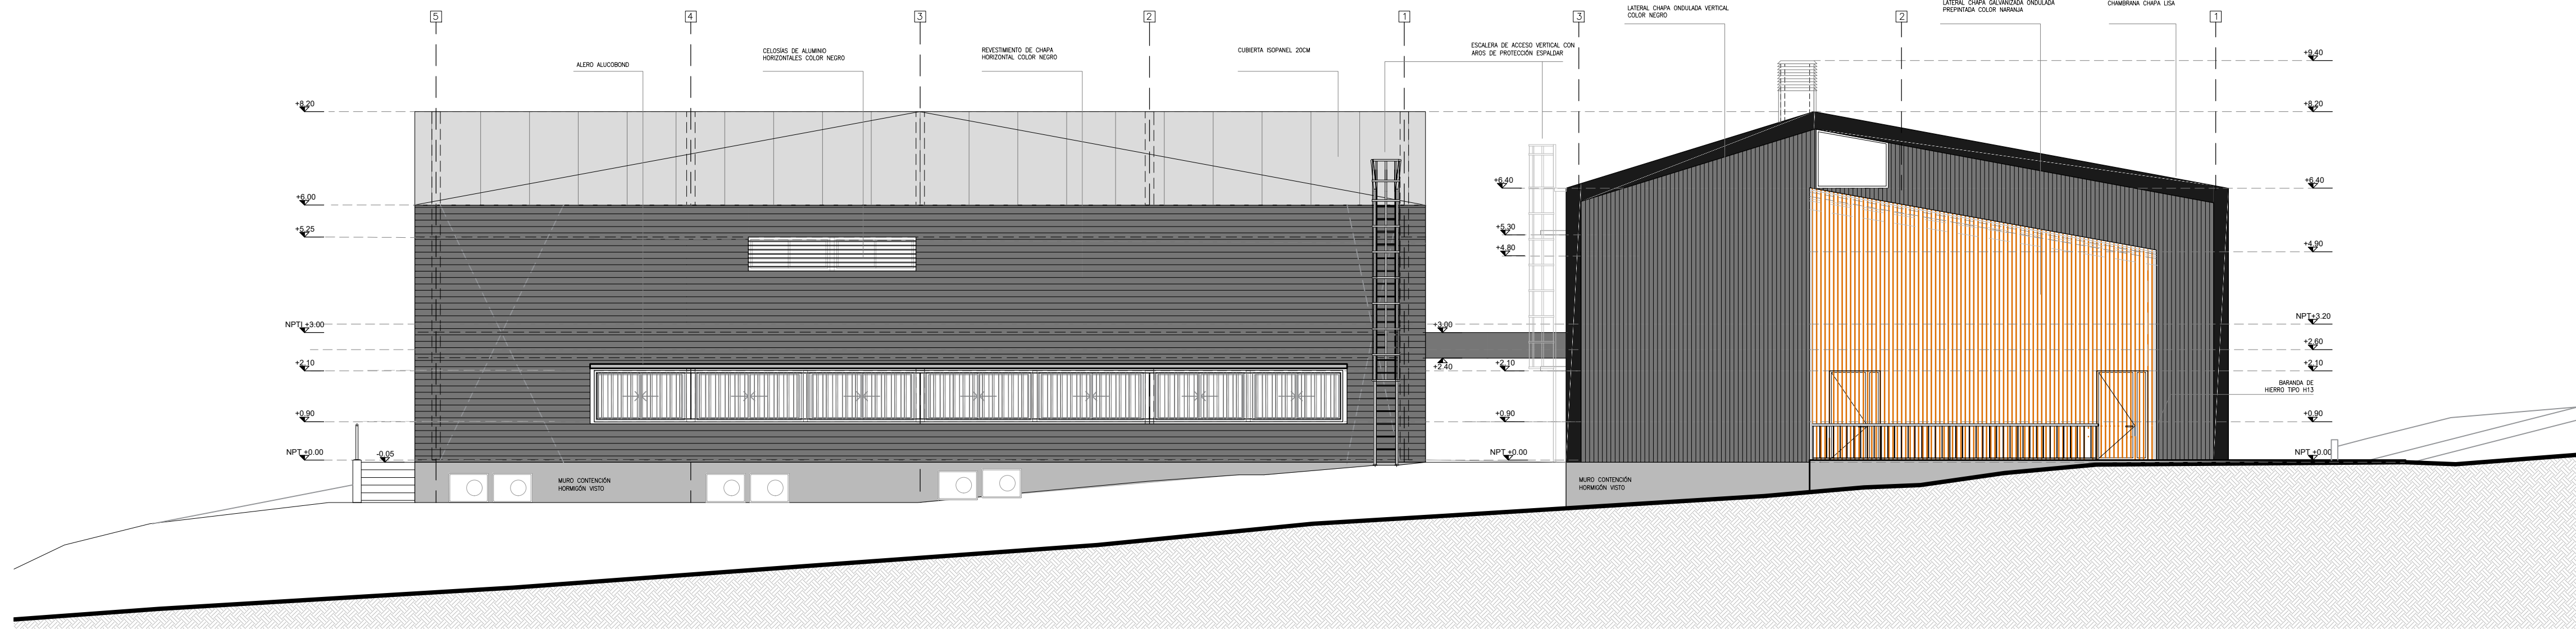 5
4
3
2
1
3
2
1
LATERAL CHAPA ONDULADA VERTICAL
COLOR NEGRO
LATERAL CHAPA GALVANIZADA ONDULADA
PREPINTADA COLOR NARANJA
CHAMBRANA CHAPA LISA
ALERO ALUCOBOND
CELOSÍAS DE ALUMINIO
HORIZONTALES COLOR NEGRO
REVESTIMIENTO DE CHAPA
HORIZONTAL COLOR NEGRO
CUBIERTA ISOPANEL 20CM
ESCALERA DE ACCESO VERTICAL CON
AROS DE PROTECCIÓN ESPALDAR
+8.20
+6.00
+5.25
NPTI +3.00
+2.10
+0.90
NPT +0.00
-0.05
MURO CONTENCIÓN
HORMIGÓN VISTO
+3.00
+2.40
+6.40
+5.30
+4.80
+2.10
+0.90
NPT +0.00
MURO CONTENCIÓN
HORMIGÓN VISTO
+9.40
+8.20
+6.40
+4.90
NPT+3.20
+2.60
+2.10
BARANDA DE
HIERRO TIPO H13
+0.90
NPT +0.00